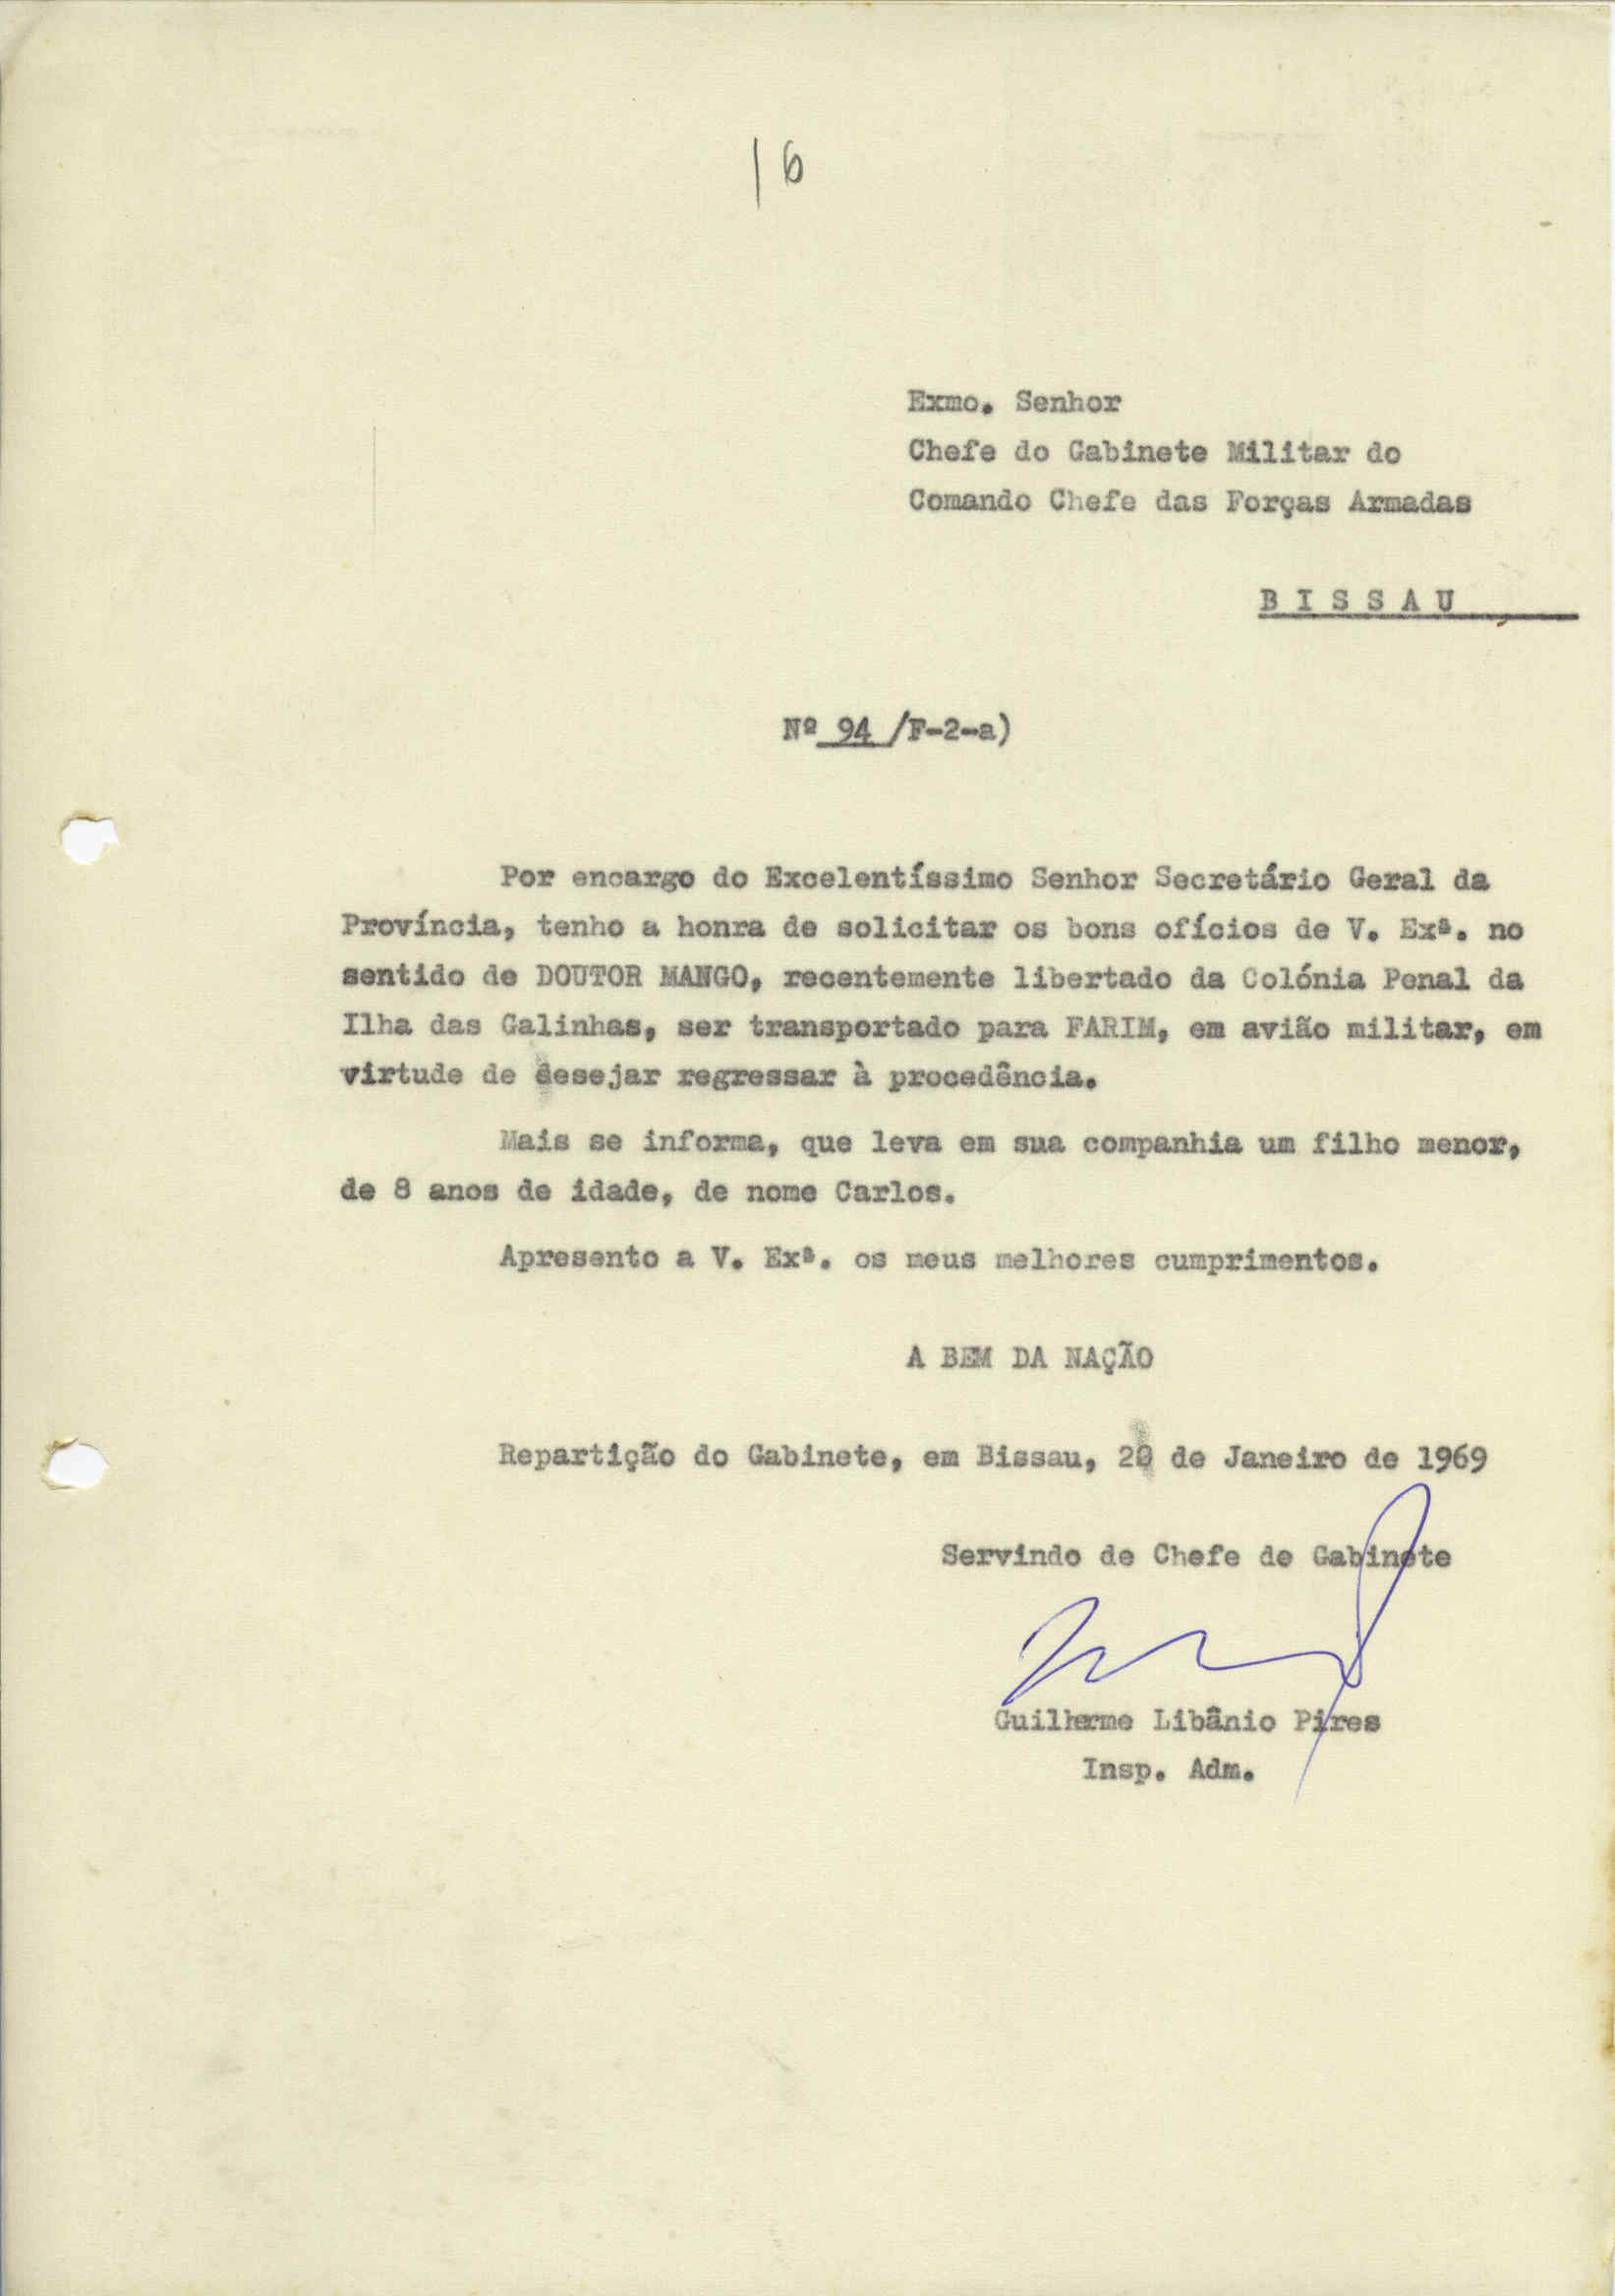 16
Exmo. Senhor
Chefe do Gabinete Militar do
Comando Chefe das Forças Armadas
B I S S A U
Nº 94 /F-2-a)
Por encargo do Excelentíssimo Senhor Secretário Geral da
Província, tenho a honra de solicitar os bons ofícios de V. Exª. no
sentido de DOUTOR MANGO, recentemente libertado da Colónia Penal da
Ilha das Galinhas, ser transportado para FARIM, em avião militar, em
virtude de desejar regressar à procedência.
Mais se informa, que leva em sua companhia um filho menor,
de 8 anos de idade, de nome Carlos.
Apresento a V. Exª. os meus melhores cumprimentos.
A BEM DA NAÇÃO
Repartição do Gabinete, em Bissau, de Janeiro de 1969
Servindo de Chefe de Gabinete
Guilherme Libânio Pires
Insp. Adm.